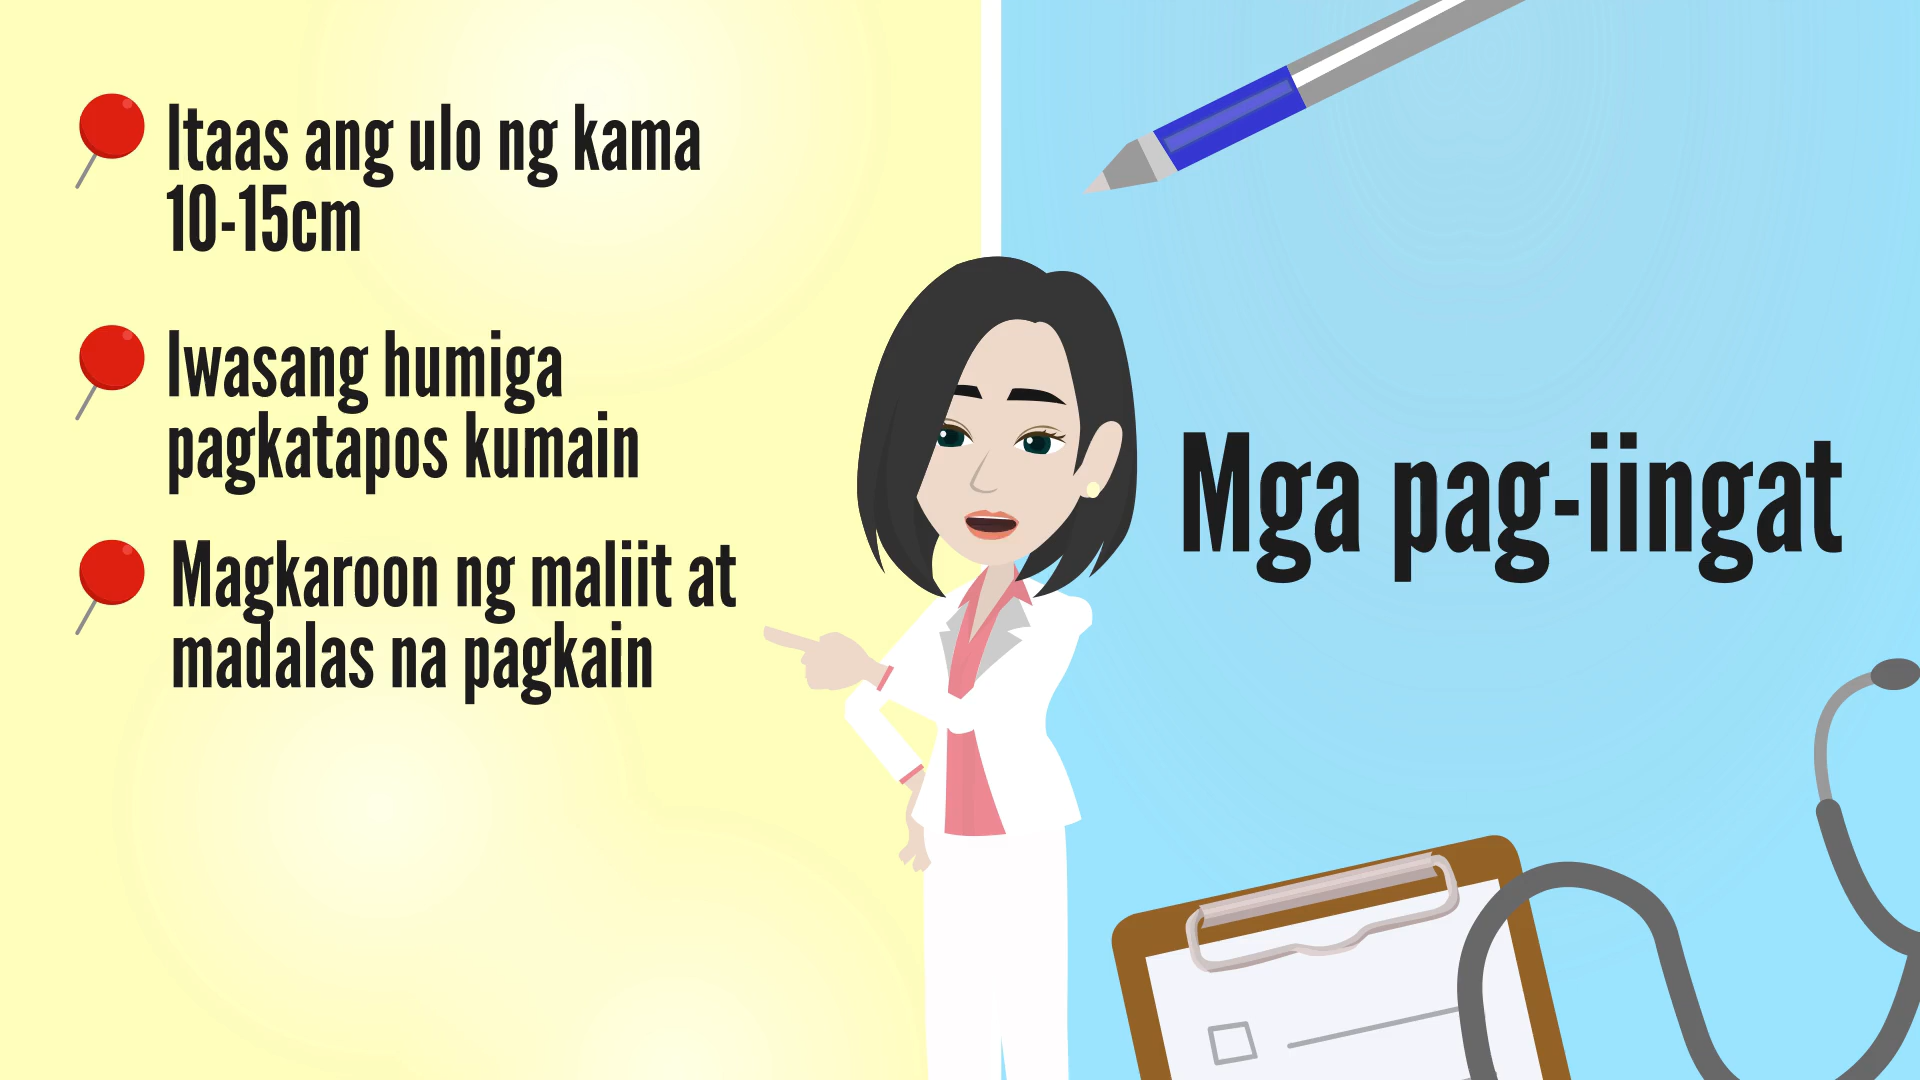 Itaas ang ulo ng kama
10-15cm
Iwasang humiga
pagkatapos kumain
Magkaroon ng maliit at
madalas na pagkain
Mga pag-iingat